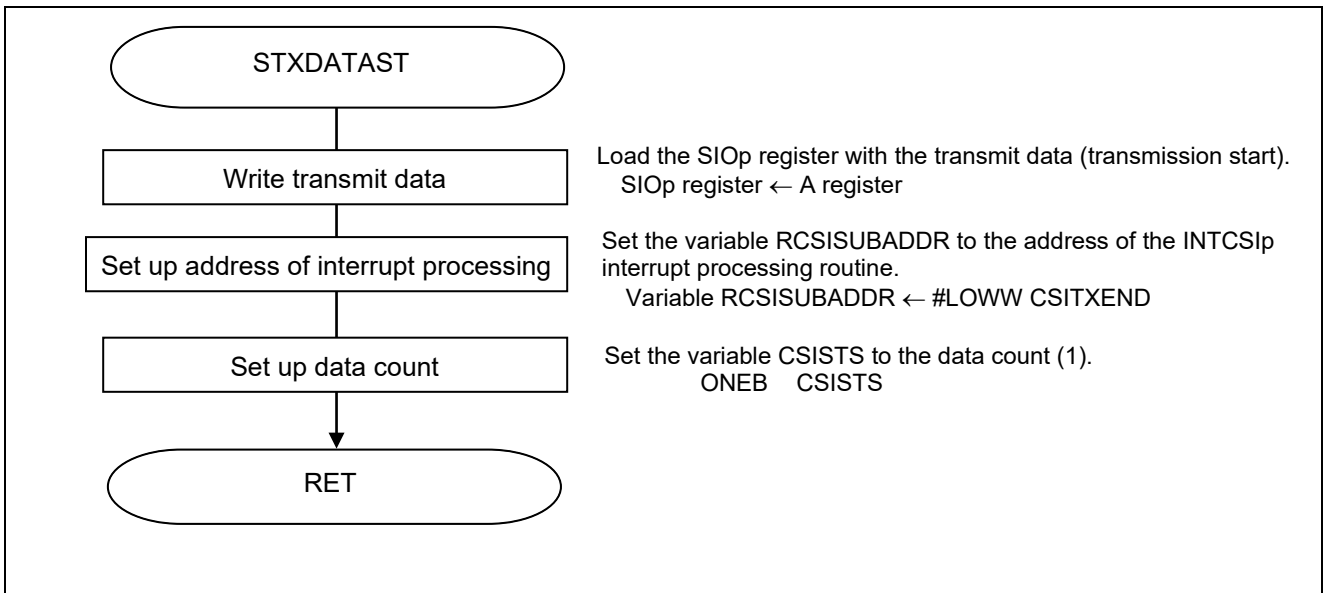 STXDATAST
Write transmit data
Load the SIOp register with the transmit data (transmission start).
SIOp register ← A register
Set up address of interrupt processing
Set the variable RCSISUBADDR to the address of the INTCSIp
interrupt processing routine.
Variable RCSISUBADDR ← #LOWW CSITXEND
Set up data count
Set the variable CSISTS to the data count (1).
ONEB CSISTS
RET